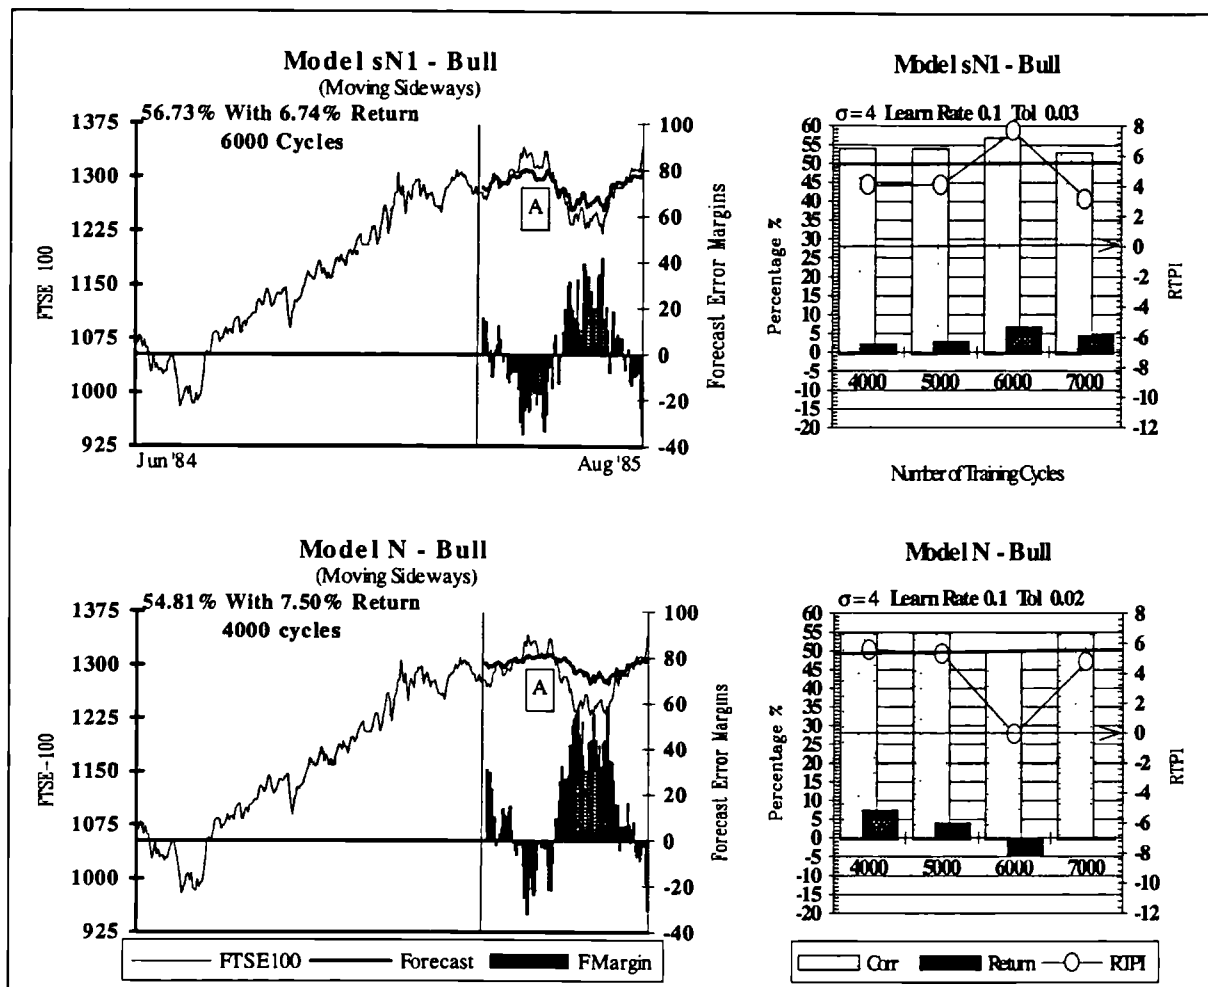 Model sN1 - Bull
(Moving Sideways)
56.73% With 6.74% Return
6000 Cycles
1375
1300
1225
1150
1075
1000
925
FTSE 100
100
80
60
40
20
0
-20
-40
Forecast Error Margins
A
Jun '84
Aug '85
Model sN1 - Bull
σ=4 Learn Rate 0.1 Tol 0.03
60
55
50
45
40
35
30
25
20
15
10
5
0
-5
-10
-15
-20
Percentage %
8
6
4
2
0
-2
-4
-6
-8
-10
-12
RTPI
4000 5000 6000 7000
Number of Training Cycles
Model N - Bull
(Moving Sideways)
54.81% With 7.50% Return
4000 cycles
1375
1300
1225
1150
1075
1000
925
FTSE-100
100
80
60
40
20
0
-20
-40
Forecast Error Margins
A
FTSE100 Forecast FMargin
Model N - Bull
σ=4 Learn Rate 0.1 Tol 0.02
60
55
50
45
40
35
30
25
20
15
10
5
0
-5
-10
-15
-20
Percentage %
8
6
4
2
0
-2
-4
-6
-8
-10
-12
RTPI
4000 5000 6000 7000
Corr Return RTPI